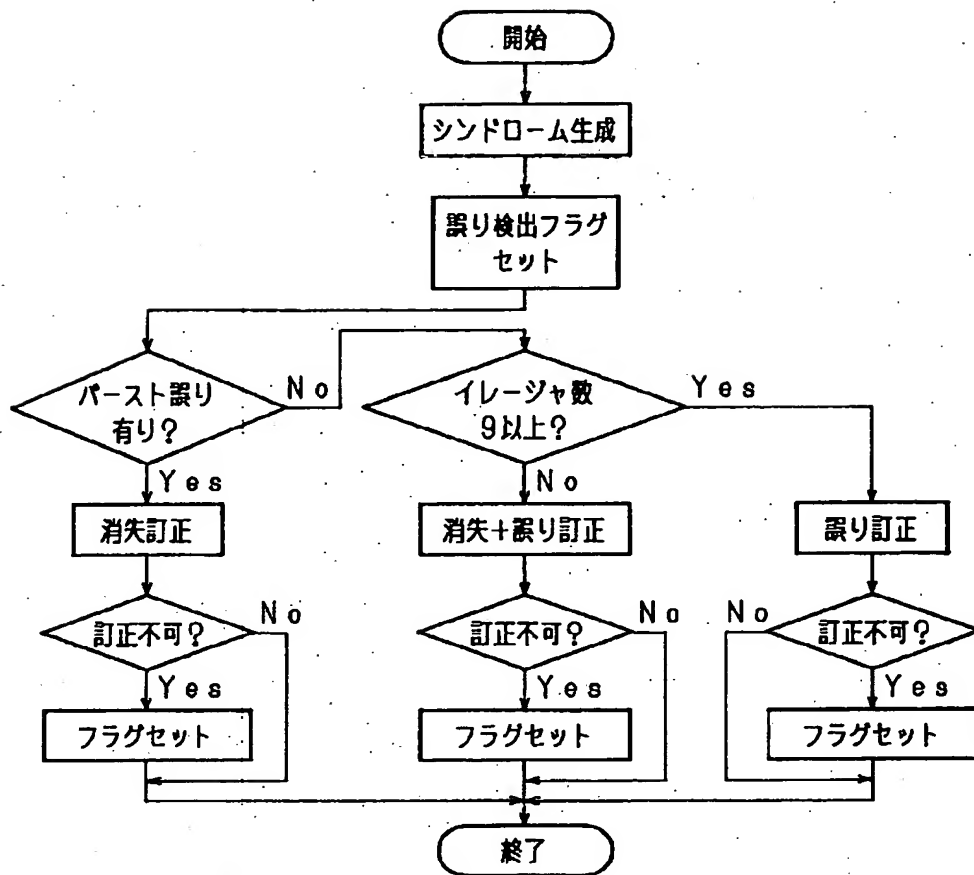 開始
シンドローム生成
誤り検出フラグ
セット
バースト誤り
有り?
No
イレージャ数
9以上?
Yes
Yes
No
消失訂正
消失+誤り訂正
誤り訂正
訂正不可?
No
訂正不可?
No
No
訂正不可?
Yes
Yes
Yes
フラグセット
フラグセット
フラグセット
終了